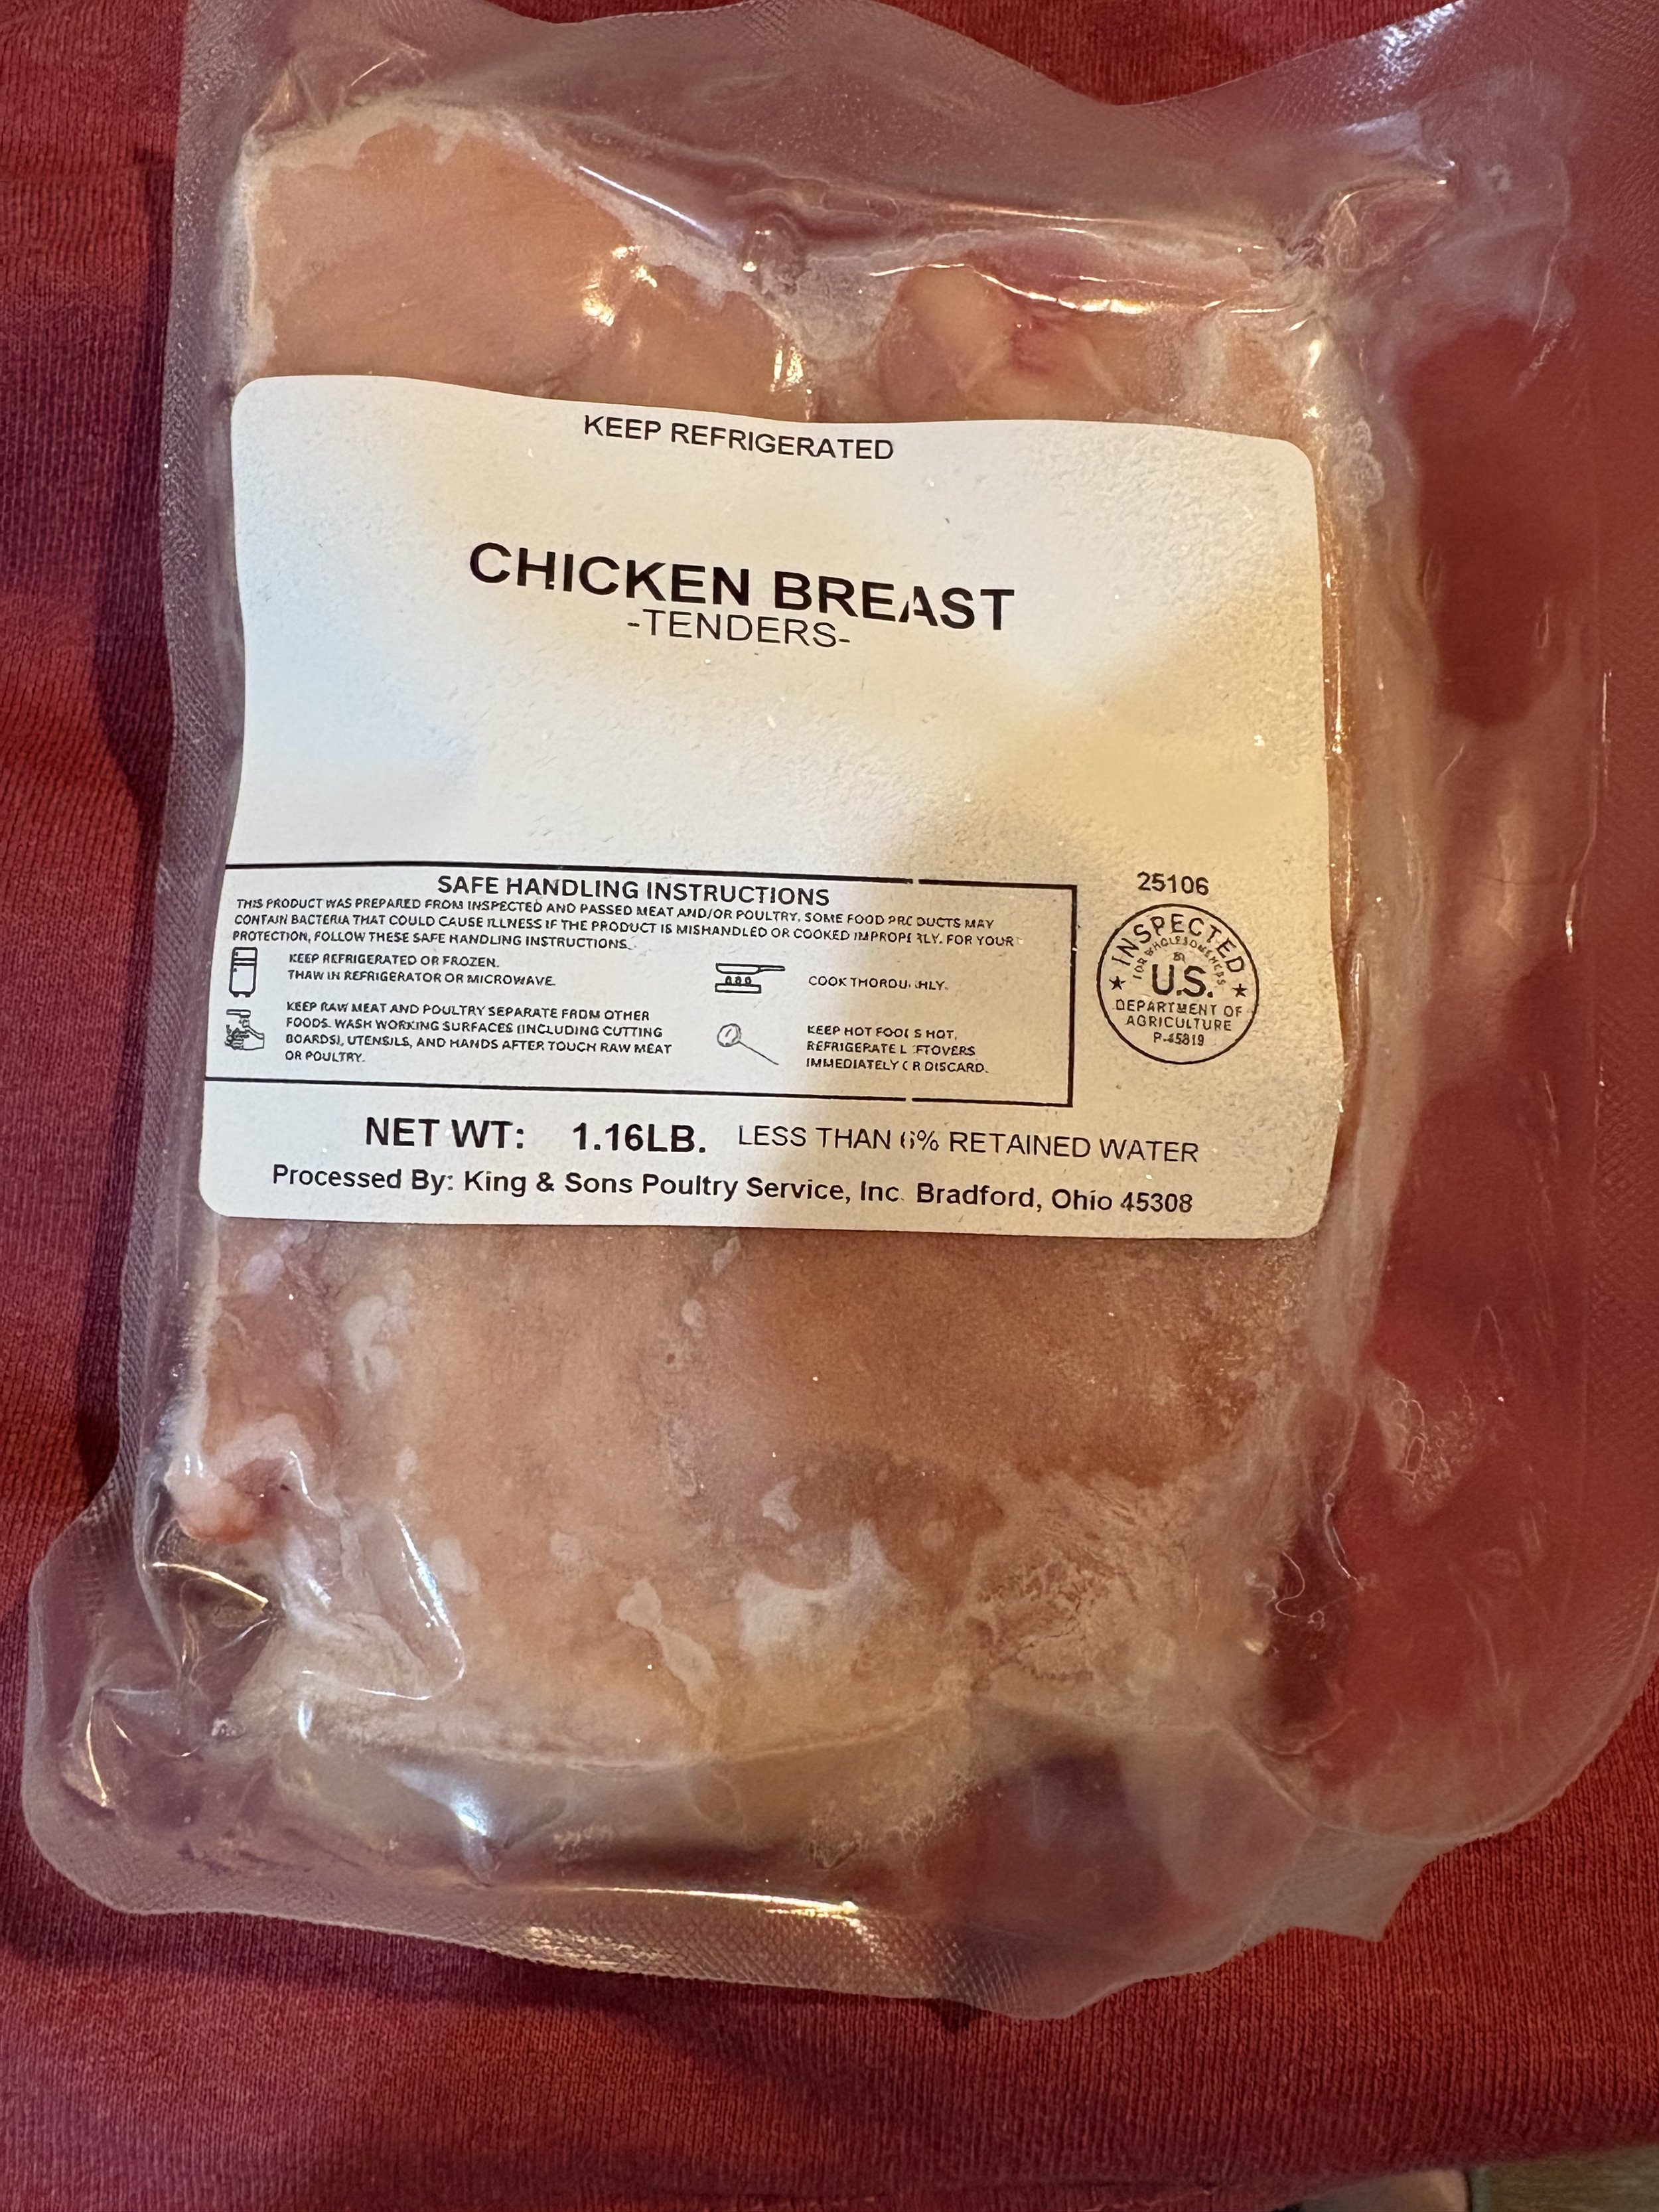 KEEP REFRIGERATED
CHICKEN BREAST
-TENDERS-
SAFE HANDLING INSTRUCTIONS
THIS PRODUCT WAS PREPARED FROM INSPECTED AND PASSED MEAT AND/OR POULTRY. SOME FOOD PRODUCTS MAY
CONTAIN BACTERIA THAT COULD CAUSE ILLNESS IF THE PRODUCT IS MISHANDLED OR COOKED IMPROPERLY. FOR YOUR
PROTECTION, FOLLOW THESE SAFE HANDLING INSTRUCTIONS.
KEEP REFRIGERATED OR FROZEN.
THAW IN REFRIGERATOR OR MICROWAVE.
KEEP RAW MEAT AND POULTRY SEPARATE FROM OTHER
FOODS. WASH WORKING SURFACES (INCLUDING CUTTING
BOARDS), UTENSILS, AND HANDS AFTER TOUCH RAW MEAT
OR POULTRY.
COOK THOROUGHLY.
KEEP HOT FOODS HOT,
REFRIGERATE LEFTOVERS
IMMEDIATELY OR DISCARD.
25106
INSPECTED
FOR WHOLESOMENESS
BY
U.S.
DEPARTMENT OF
AGRICULTURE
P-45819
NET WT: 1.16LB. LESS THAN 6% RETAINED WATER
Processed By: King & Sons Poultry Service, Inc. Bradford, Ohio 45308